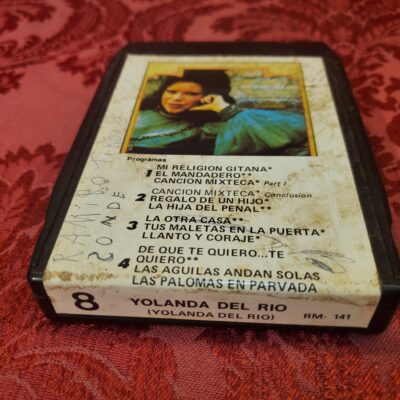 Programas
MI RELIGION GITANA*
1 EL MANDADERO**
CANCION MIXTECA* Part I
CANCION MIXTECA* Conclusion
2 REGALO DE UN HIJO*
LA HIJA DEL PENAL**
LA OTRA CASA**
3 TUS MALETAS EN LA PUERTA*
LLANTO Y CORAJE*
DE QUE TE QUIERO...TE
QUIERO**
4 LAS AGUILAS ANDAN SOLAS
LAS PALOMAS EN PARVADA
8 YOLANDA DEL RIO
(YOLANDA DEL RIO) RM- 141
RAMIRO